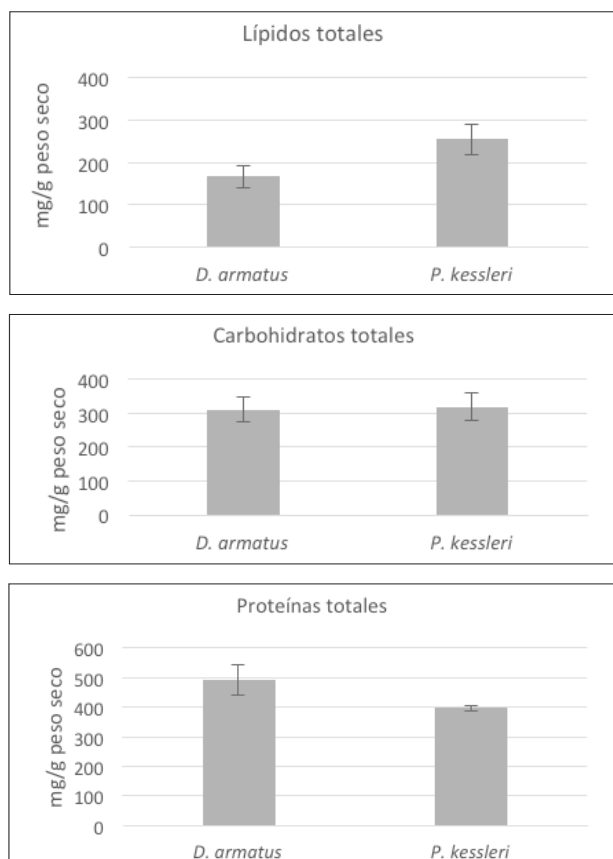 Lípidos totales
mg/g peso seco
400
300
200
100
0
D. armatus P. kessleri
Carbohidratos totales
mg/g peso seco
400
300
200
100
0
D. armatus P. kessleri
Proteínas totales
mg/g peso seco
600
500
400
300
200
100
0
D. armatus P. kessleri